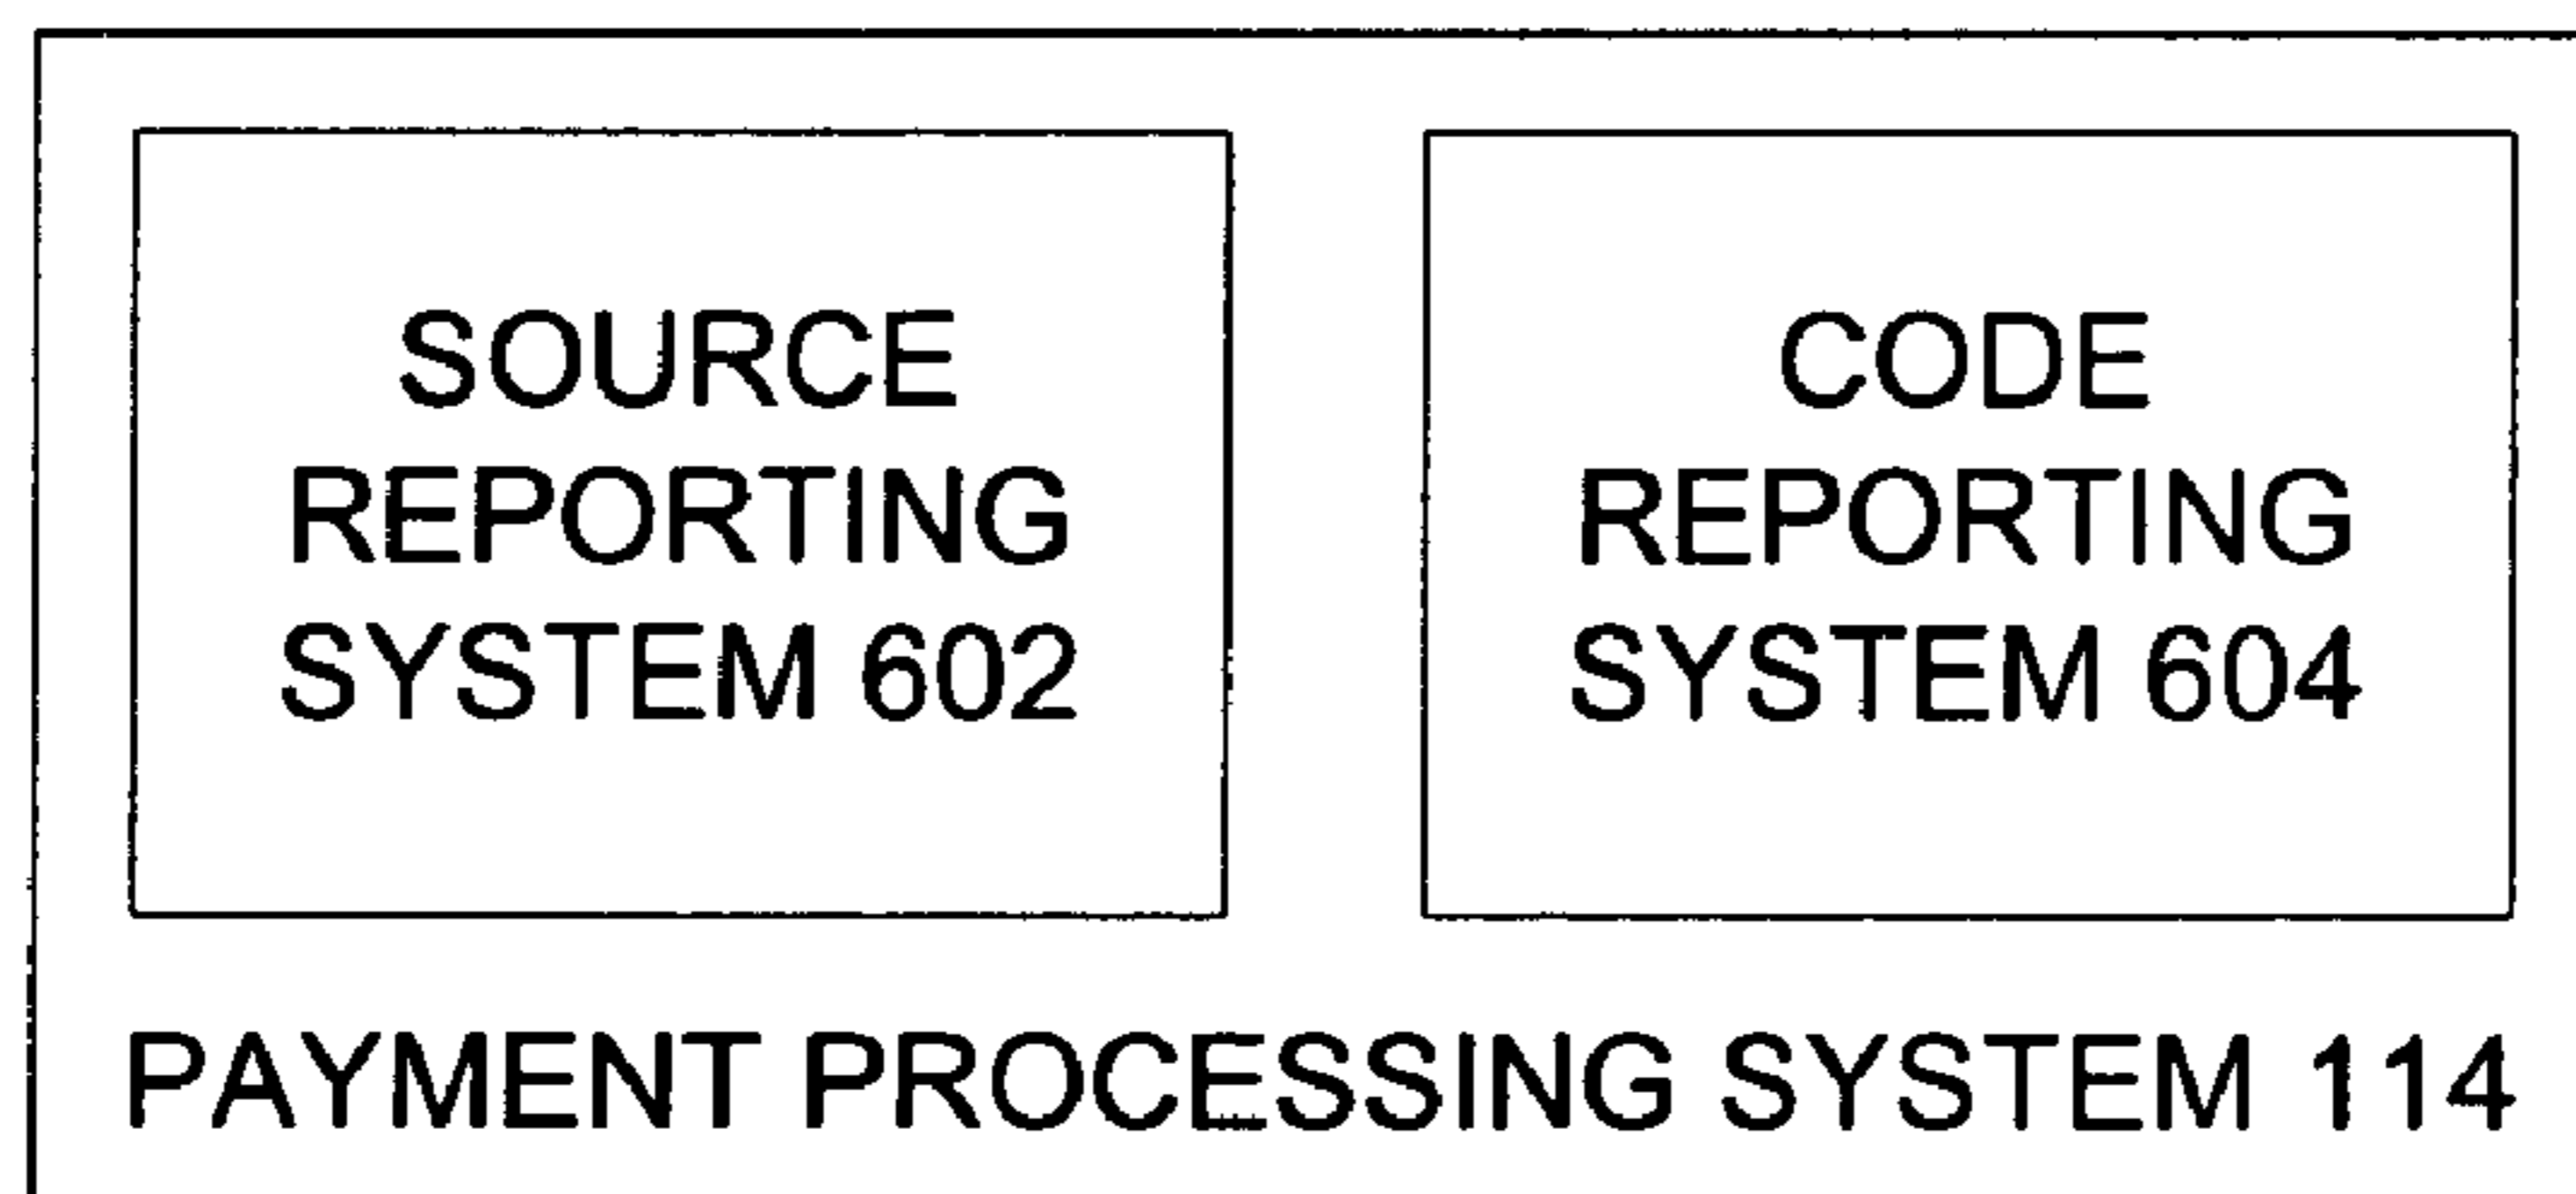 SOURCE
REPORTING
SYSTEM 602
CODE
REPORTING
SYSTEM 604
PAYMENT PROCESSING SYSTEM 114